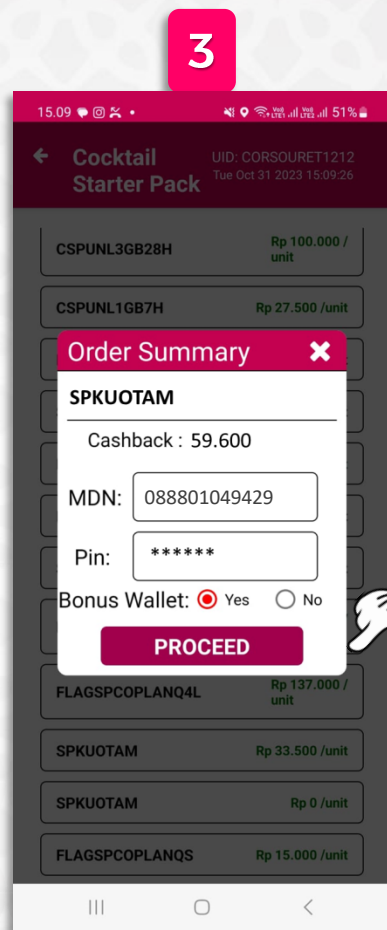 3
15.09 51%
Cocktail Starter Pack
UID: CORSOURET1212
Tue Oct 31 2023 15:09:26
CSPUNL3GB28H Rp 100.000 / unit
CSPUNL1GB7H Rp 27.500 /unit
Order Summary
SPKUOTAM
Cashback : 59.600
MDN: 088801049429
Pin: ******
Bonus Wallet: Yes No
PROCEED
FLAGSPCOPLANQ4L Rp 137.000 / unit
SPKUOTAM Rp 33.500 /unit
SPKUOTAM Rp 0 /unit
FLAGSPCOPLANQS Rp 15.000 /unit